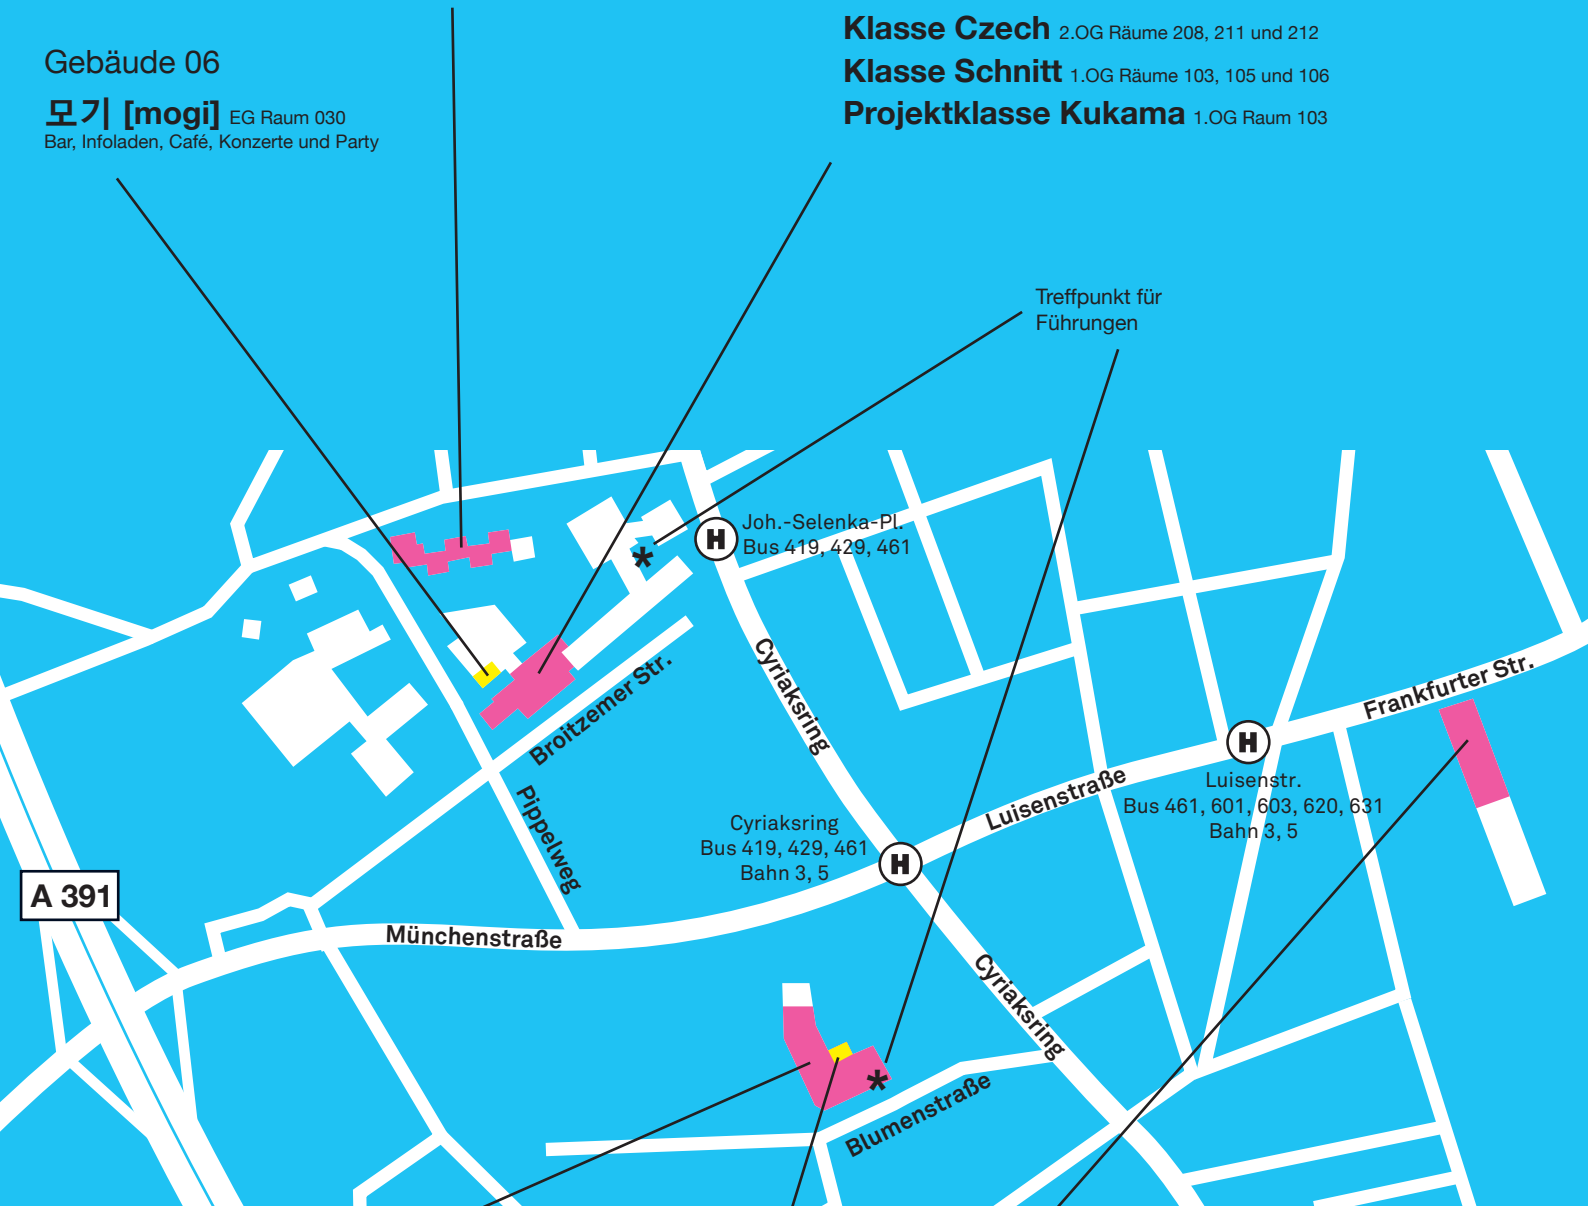 Gebäude 06
모기 [mogi] EG Raum 030
Bar, Infoladen, Café, Konzerte und Party
Klasse Czech 2.OG Räume 208, 211 und 212
Klasse Schnitt 1.OG Räume 103, 105 und 106
Projektklasse Kukama 1.OG Raum 103
Treffpunkt für
Führungen
H
Joh.-Selenka-Pl.
Bus 419, 429, 461
Cyriaksring
Broitzemer Str.
Pippelweg
Frankfurter Str.
H
Luisenstr.
Bus 461, 601, 603, 620, 631
Bahn 3, 5
Luisenstraße
Cyriaksring
Bus 419, 429, 461
Bahn 3, 5
H
A 391
Münchenstraße
Cyriaksring
Blumenstraße